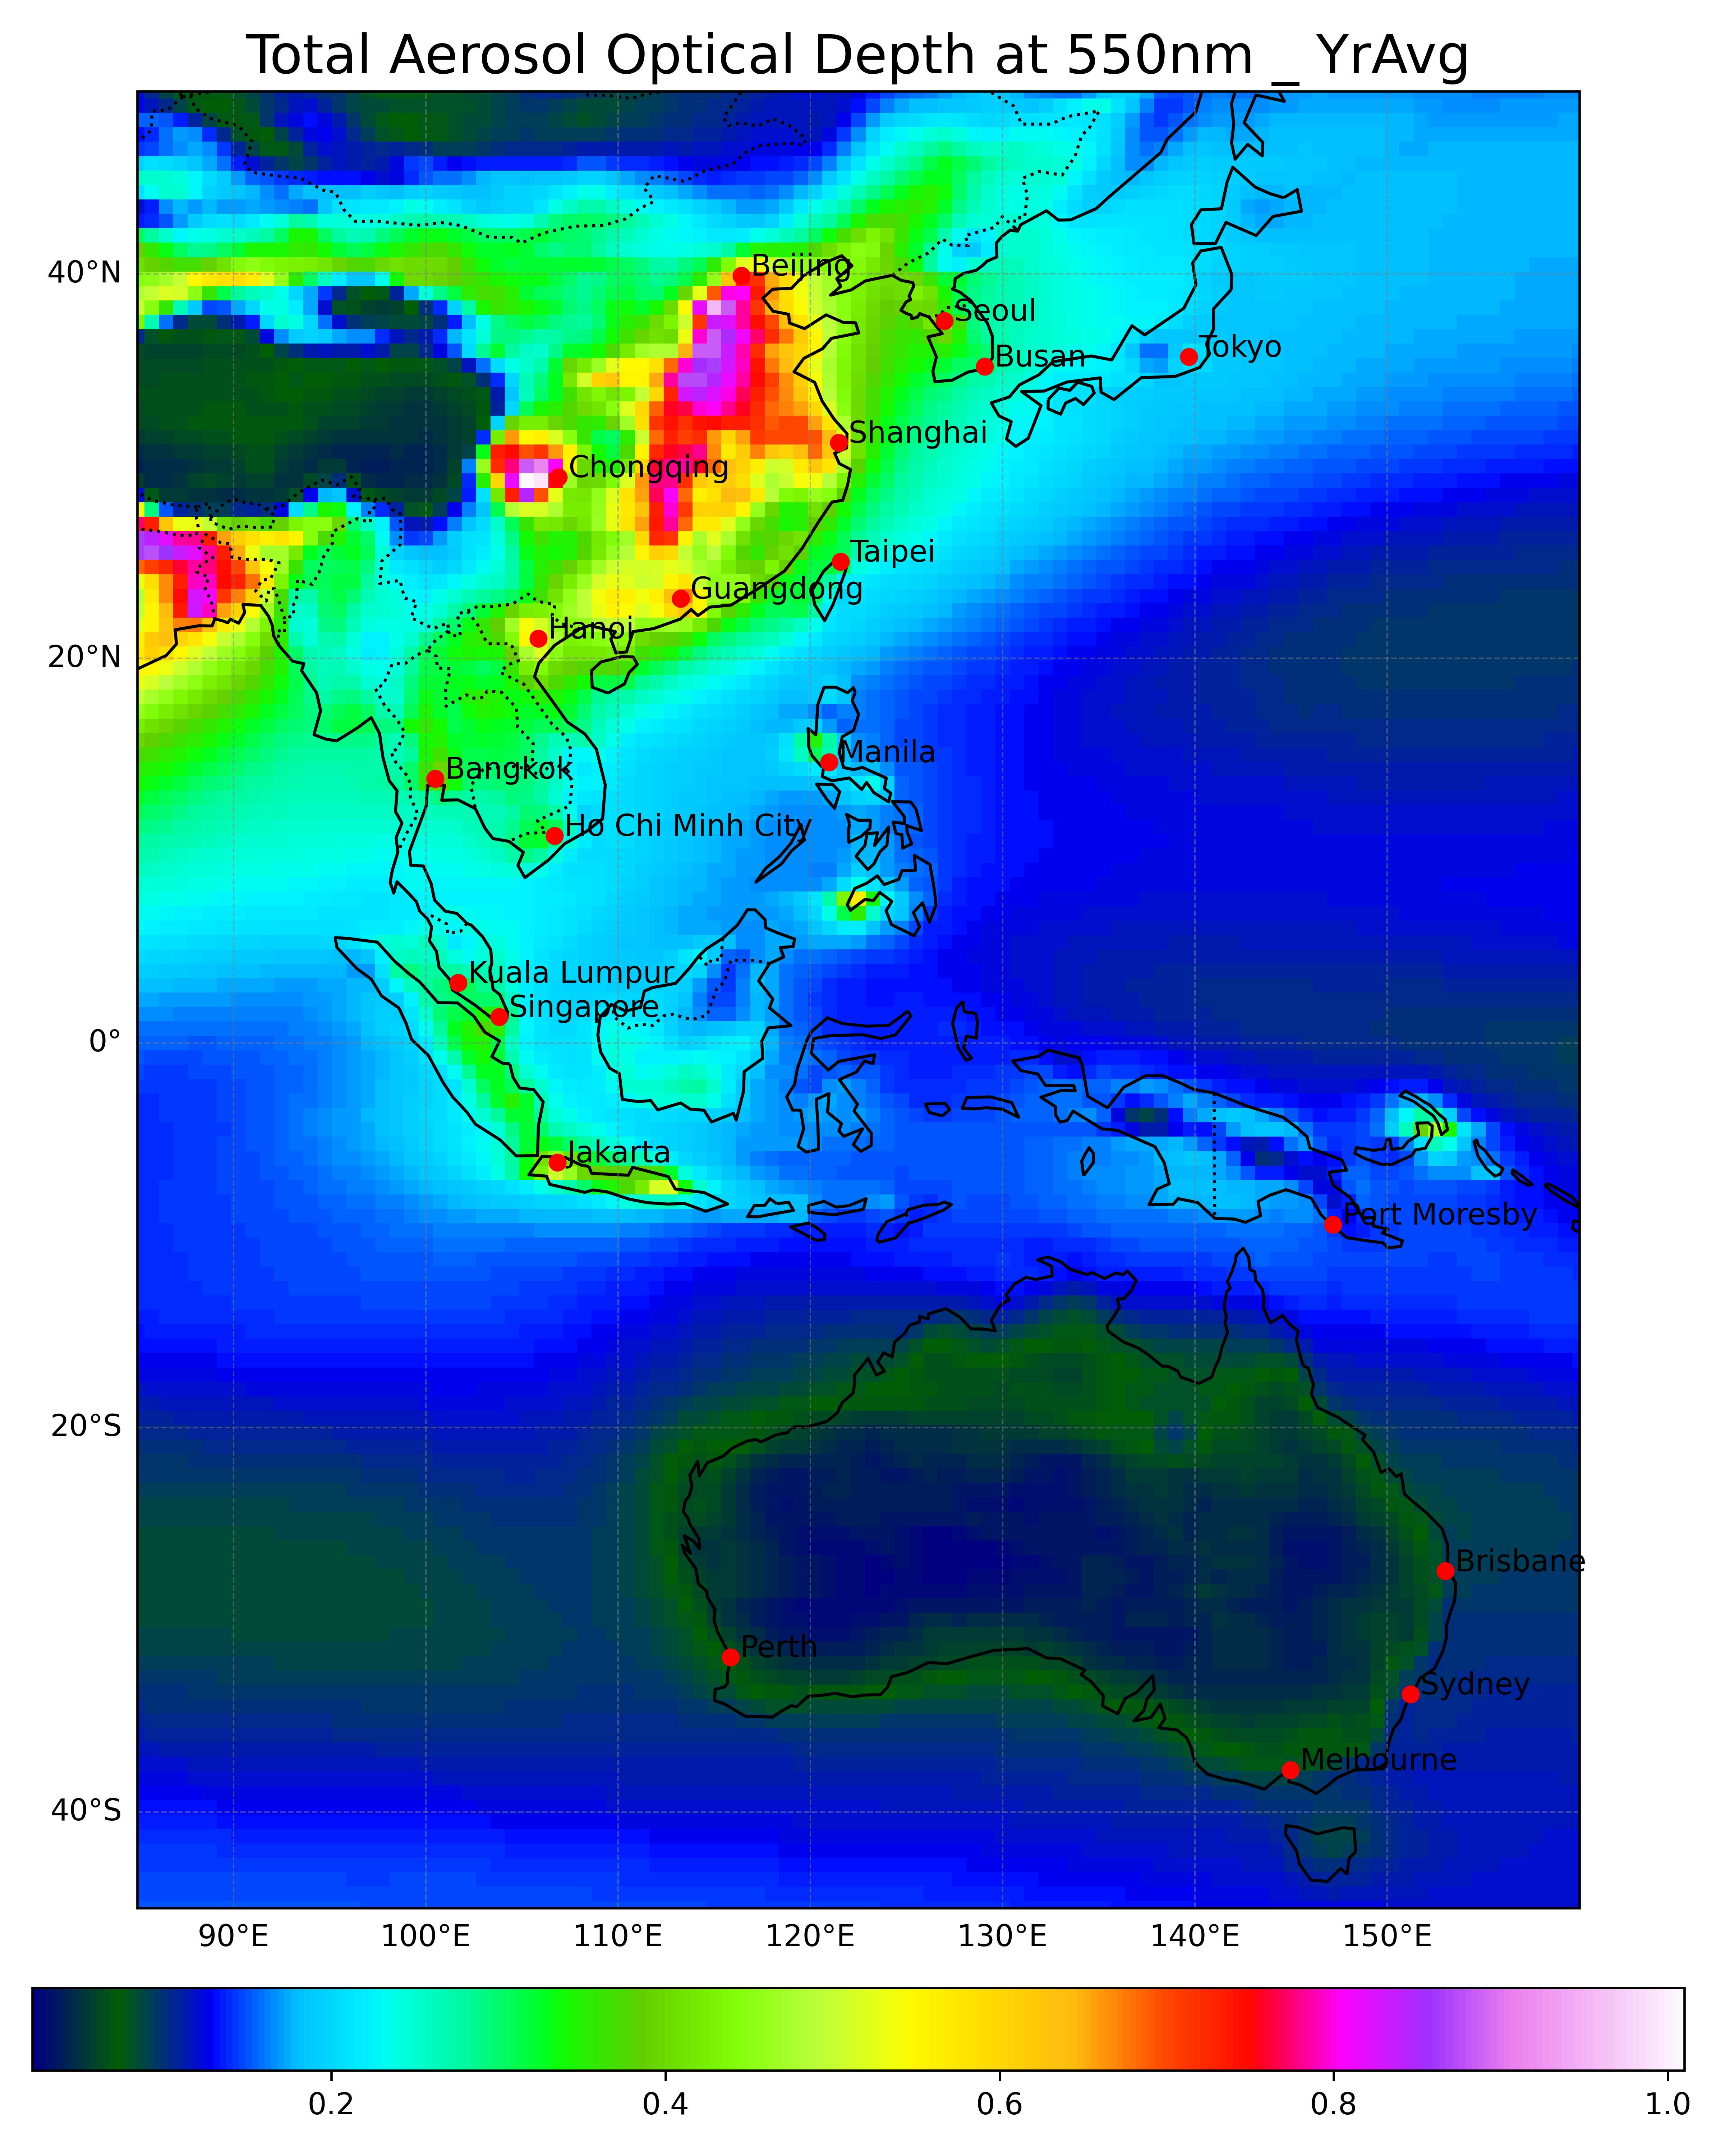 Total Aerosol Optical Depth at 550nm _ YrAvg
40°N
Beijing
Seoul
Tokyo
Busan
Shanghai
Chongqing
Taipei
Guangdong
Hanoi
20°N
Manila
Bangkok
Ho Chi Minh City
Kuala Lumpur
Singapore
0°
Jakarta
Port Moresby
20°S
Brisbane
Perth
Sydney
Melbourne
40°S
90°E 100°E 110°E 120°E 130°E 140°E 150°E
0.2 0.4 0.6 0.8 1.0